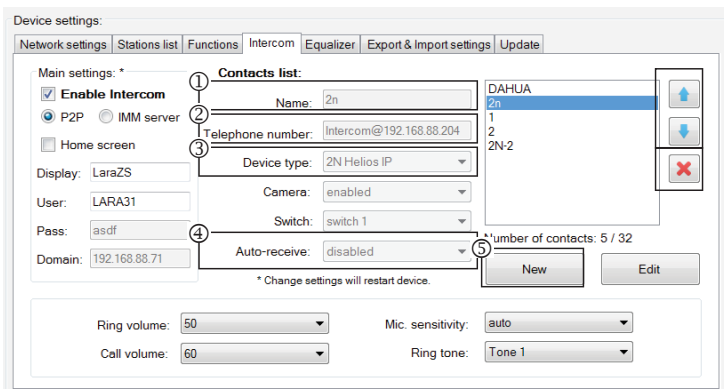 Device settings:
Network settings Stations list Functions Intercom Equalizer Export & Import settings Update
Main settings: *
Enable Intercom
P2P IMM server
Home screen
Display: LaraZS
User: LARA31
Pass: asdf
Domain: 192.168.88.71
Contacts list:
① Name: 2n
② Telephone number: Intercom@192.168.88.204
③ Device type: 2N Helios IP
Camera: enabled
Switch: switch 1
④ Auto-receive: disabled
* Change settings will restart device.
DAHUA
2n
1
2
2N-2
Number of contacts: 5 / 32
⑤ New Edit
Ring volume: 50 Mic. sensitivity: auto
Call volume: 60 Ring tone: Tone 1